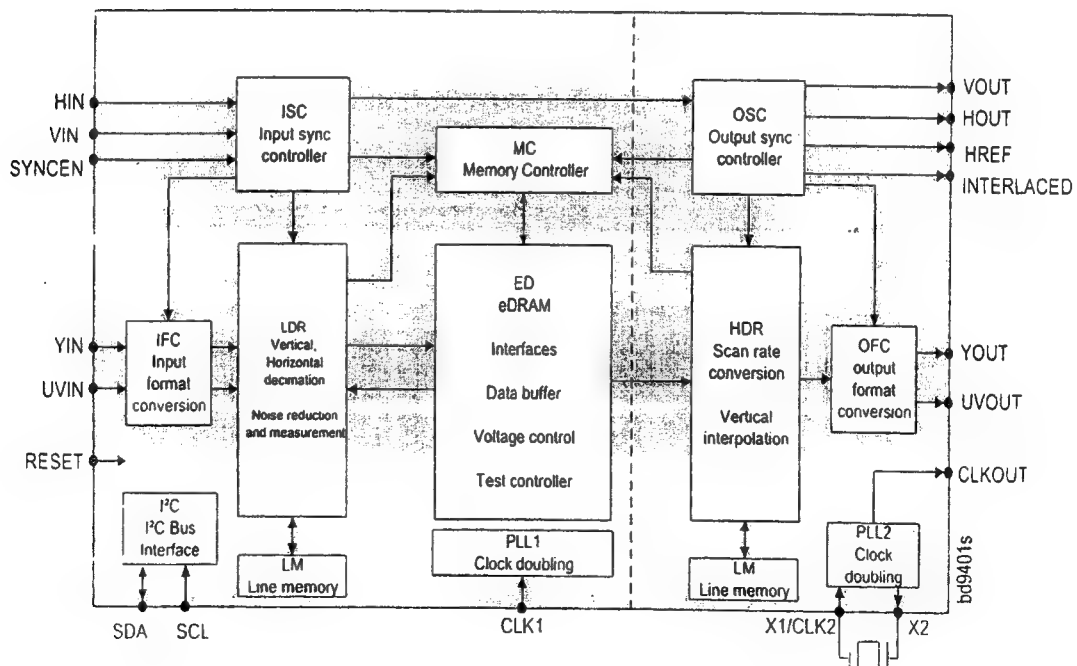 HIN
VIN
SYNCEN
ISC
Input sync
controller
MC
Memory Controller
OSC
Output sync
controller
VOUT
HOUT
HREF
INTERLACED
YIN
UVIN
IFC
Input
format
conversion
LDR
Vertical,
Horizontal
decimation
Noise reduction
and measurement
ED
eDRAM
Interfaces
Data buffer
Voltage control
Test controller
HDR
Scan rate
conversion
Vertical
interpolation
OFC
output
format
conversion
YOUT
UVOUT
RESET
CLKOUT
I²C
I²C Bus
Interface
LM
Line memory
PLL1
Clock doubling
LM
Line memory
PLL2
Clock
doubling
bd9401s
SDA
SCL
CLK1
X1/CLK2
X2